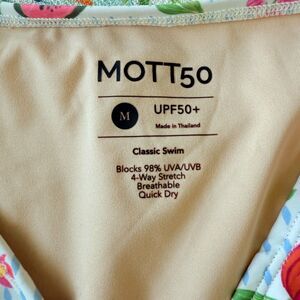 MOTT50
M
UPF50+
Made in Thailand
Classic Swim
Blocks 98% UVA/UVB
4-Way Stretch
Breathable
Quick Dry